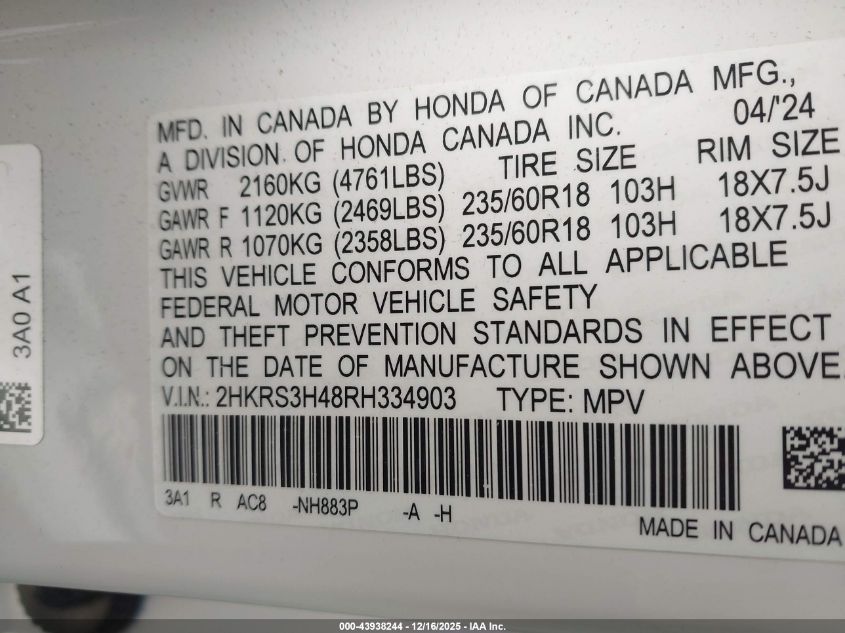 MFD. IN CANADA BY HONDA OF CANADA MFG.,
A DIVISION OF HONDA CANADA INC. 04/'24
TIRE SIZE RIM SIZE
GVWR 2160KG (4761LBS)
GAWR F 1120KG (2469LBS) 235/60R18 103H 18X7.5J
GAWR R 1070KG (2358LBS) 235/60R18 103H 18X7.5J
THIS VEHICLE CONFORMS TO ALL APPLICABLE
FEDERAL MOTOR VEHICLE SAFETY
AND THEFT PREVENTION STANDARDS IN EFFECT
ON THE DATE OF MANUFACTURE SHOWN ABOVE.
V.I.N.: 2HKRS3H48RH334903 TYPE: MPV
3A1 R AC8 -NH883P -A -H
MADE IN CANADA
3A0 A1
000-43938244 - 12/16/2025 - IAA Inc.